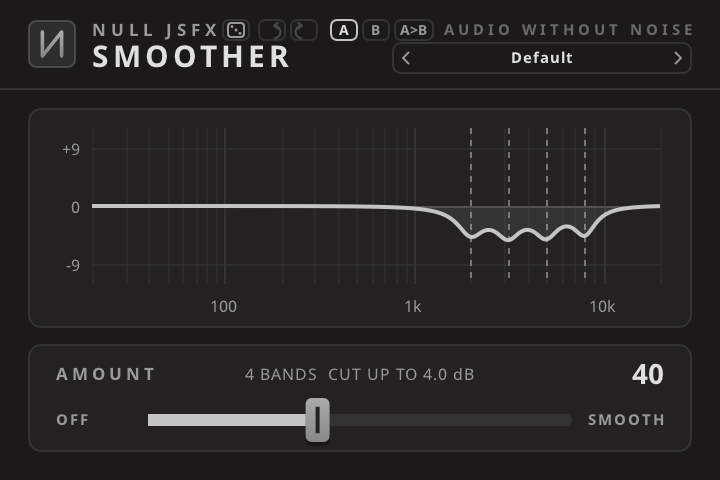 NULL JSFX
A B A>B AUDIO WITHOUT NOISE
SMOOTHER
Default
+9
0
-9
100 1k 10k
AMOUNT 4 BANDS CUT UP TO 4.0 dB 40
OFF SMOOTH